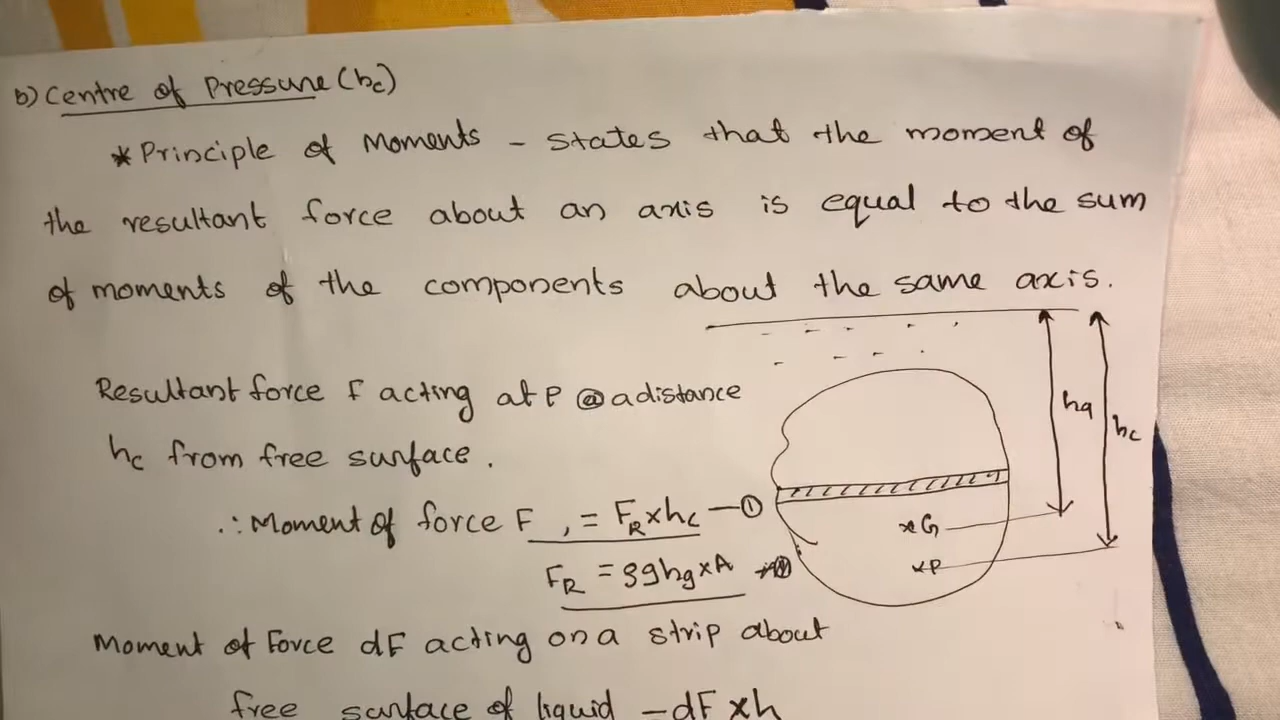 b) Centre of Pressure (hc)
* Principle of Moments - states that the moment of
the resultant force about an axis is equal to the sum
of moments of the components about the same axis.
Resultant force F acting at P @ a distance
hc from free surface.
∴ Moment of force F, = FR × hc — ①
FR = ρghg × A
Moment of Force dF acting on a strip about
free surface of liquid - dF × h
hg
hc
×G
×P